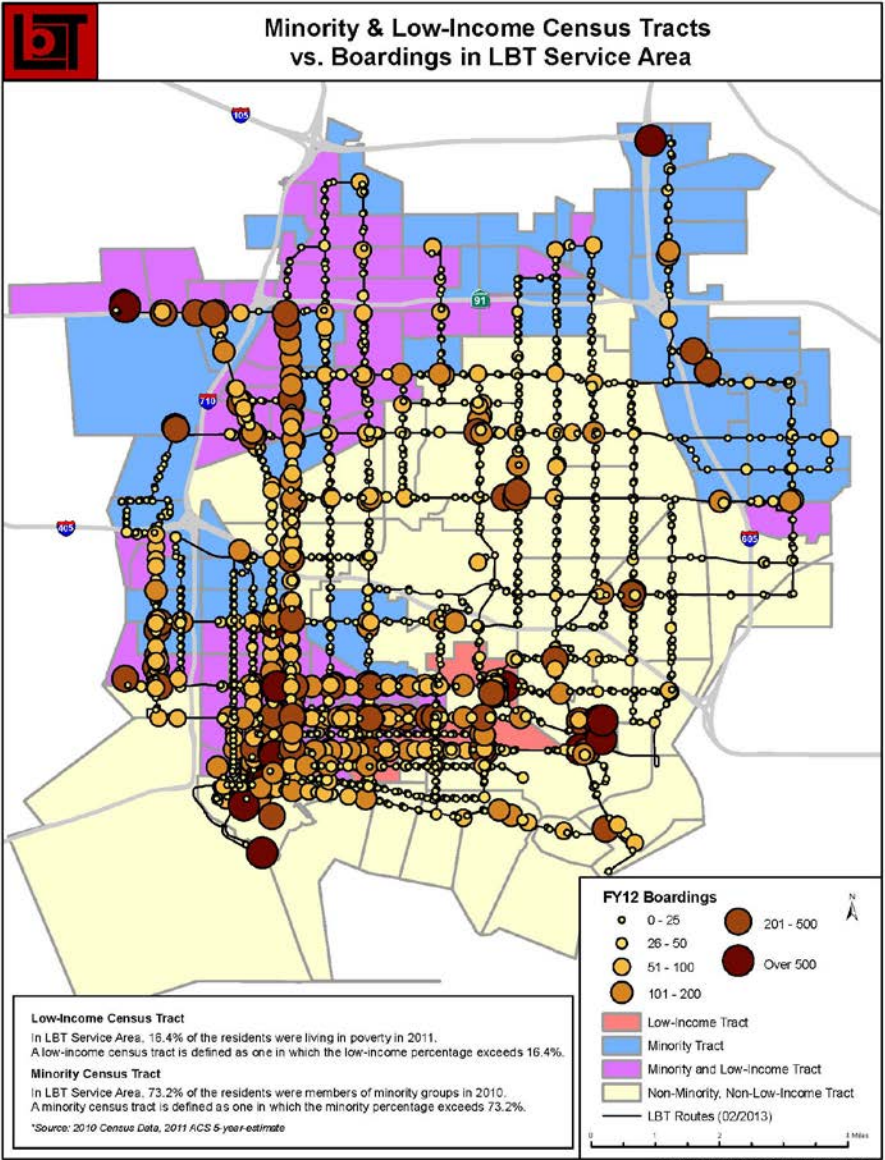 LBT
Minority & Low-Income Census Tracts
vs. Boardings in LBT Service Area
105
91
710
405
605
FY12 Boardings
0 - 25
26 - 50
51 - 100
101 - 200
201 - 500
Over 500
N
Low-Income Tract
Minority Tract
Minority and Low-Income Tract
Non-Minority, Non-Low-Income Tract
LBT Routes (02/2013)
0 1 2 3 Miles
Low-Income Census Tract
In LBT Service Area, 16.4% of the residents were living in poverty in 2011.
A low-income census tract is defined as one in which the low-income percentage exceeds 16.4%.
Minority Census Tract
In LBT Service Area, 73.2% of the residents were members of minority groups in 2010.
A minority census tract is defined as one in which the minority percentage exceeds 73.2%.
*Source: 2010 Census Data, 2011 ACS 5-year-estimate